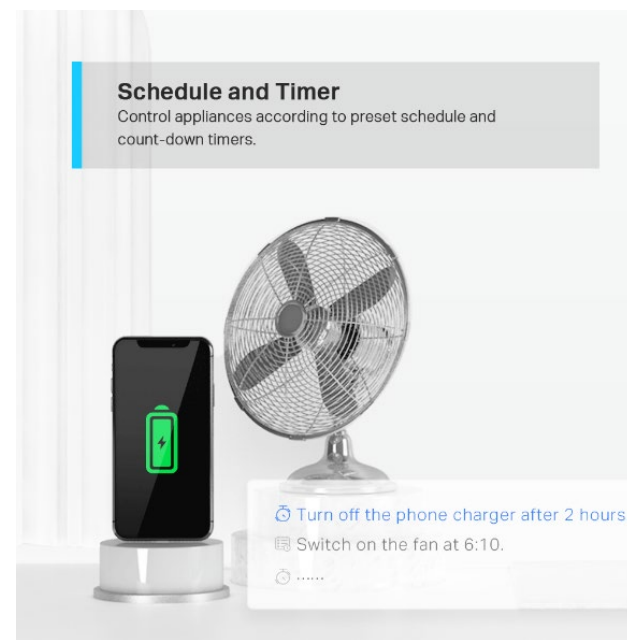 Schedule and Timer
Control appliances according to preset schedule and
count-down timers.
Turn off the phone charger after 2 hours
Switch on the fan at 6:10.
......